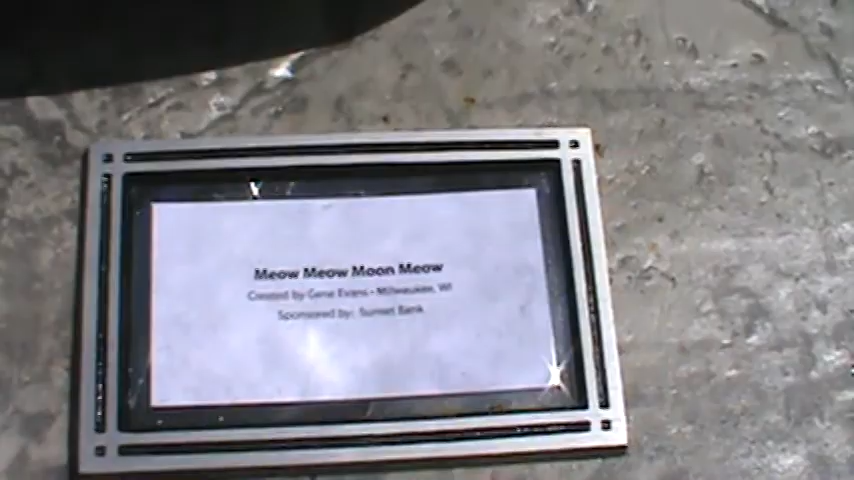 Meow Meow Moon Meow
Created by Gene Evans - Milwaukee, WI
Sponsored by: Sunset Bank